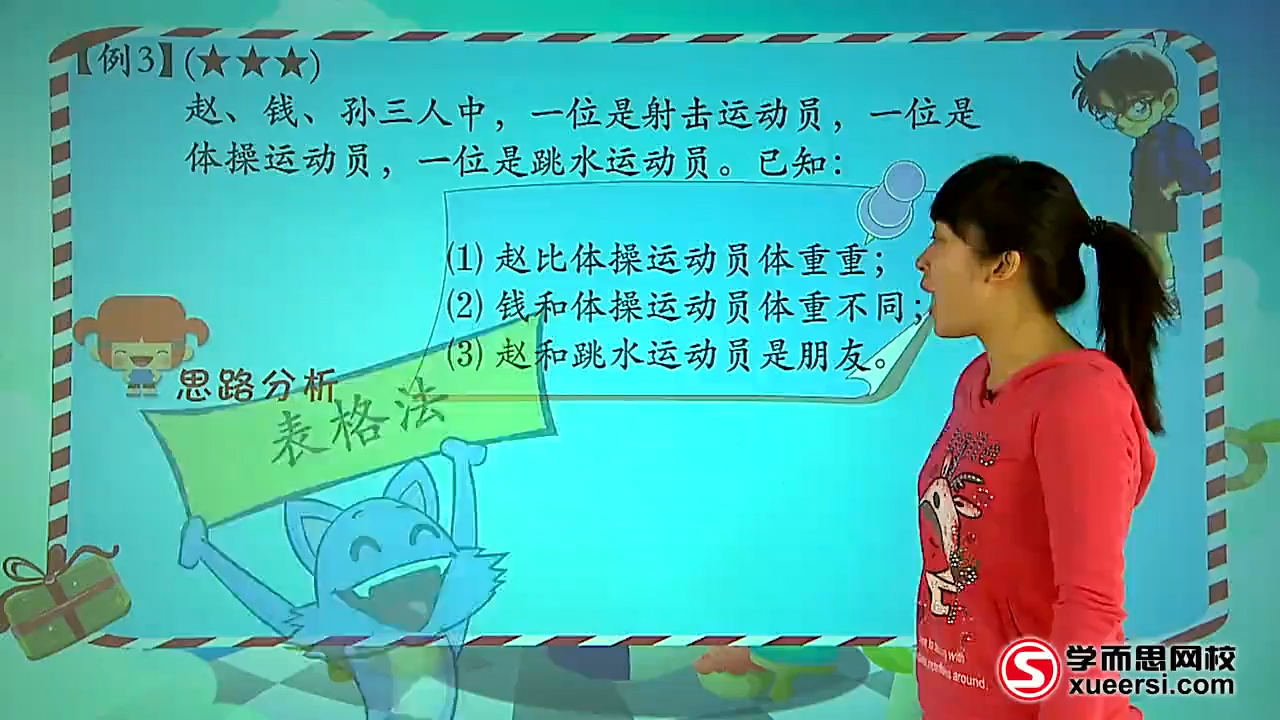 【例3】(★★★)
赵、钱、孙三人中，一位是射击运动员，一位是
体操运动员，一位是跳水运动员。已知：
⑴ 赵比体操运动员体重重；
⑵ 钱和体操运动员体重不同；
⑶ 赵和跳水运动员是朋友。
思路分析
表格法
around.
学而思网校
xueersi.com